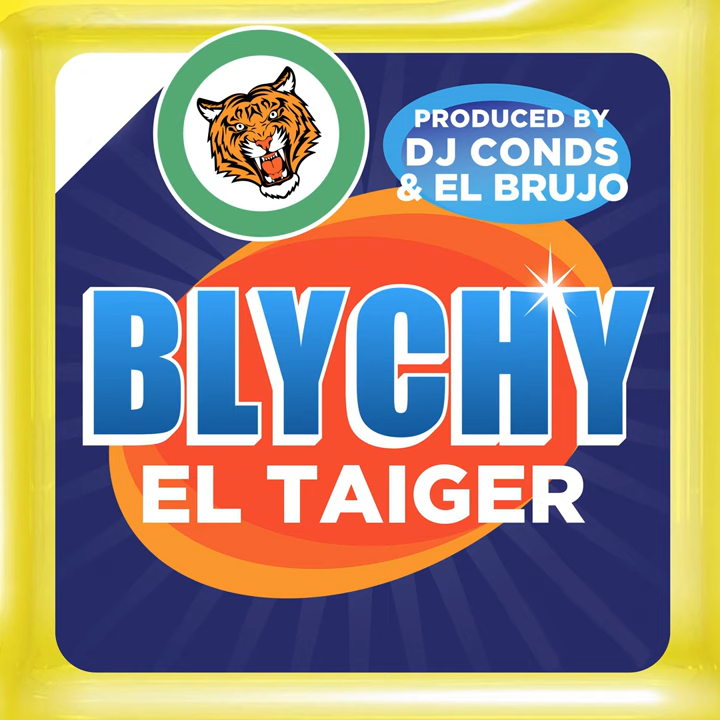 PRODUCED BY
DJ CONDS
& EL BRUJO
BLYCHY
EL TAIGER